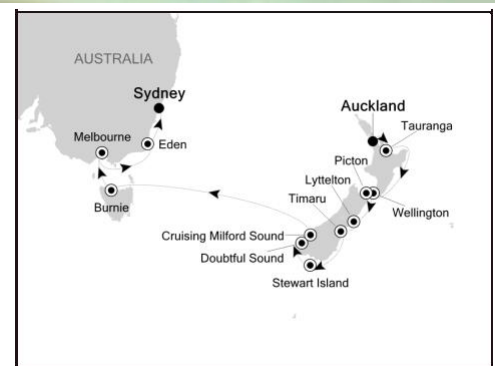 AUSTRALIA
Sydney
Auckland
Melbourne
Eden
Tauranga
Picton
Lyttelton
Timaru
Burnie
Wellington
Cruising Milford Sound
Doubtful Sound
Stewart Island